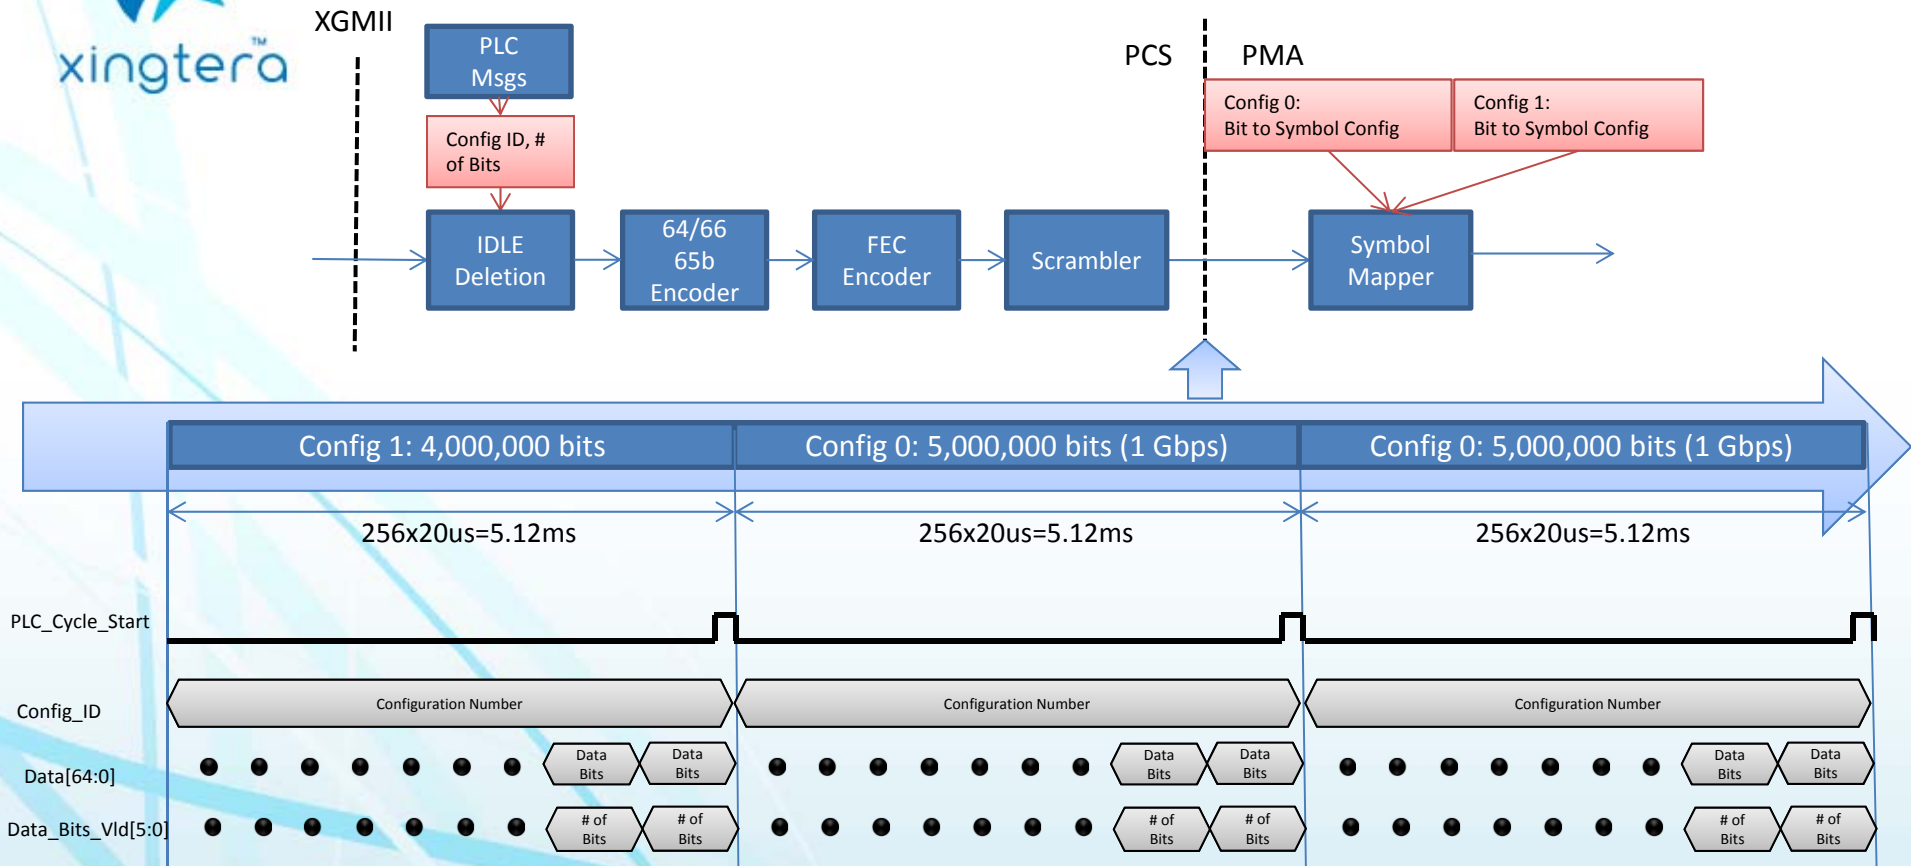 xingtera™
XGMII
PLC
Msgs
PCS
PMA
Config ID, #
of Bits
Config 0:
Bit to Symbol Config
Config 1:
Bit to Symbol Config
IDLE
Deletion
64/66
65b
Encoder
FEC
Encoder
Scrambler
Symbol
Mapper
Config 1: 4,000,000 bits
Config 0: 5,000,000 bits (1 Gbps)
Config 0: 5,000,000 bits (1 Gbps)
256x20us=5.12ms
256x20us=5.12ms
256x20us=5.12ms
PLC_Cycle_Start
Config_ID
Configuration Number
Configuration Number
Configuration Number
Data[64:0]
Data
Bits
Data
Bits
Data
Bits
Data
Bits
Data
Bits
Data
Bits
Data_Bits_Vld[5:0]
# of
Bits
# of
Bits
# of
Bits
# of
Bits
# of
Bits
# of
Bits